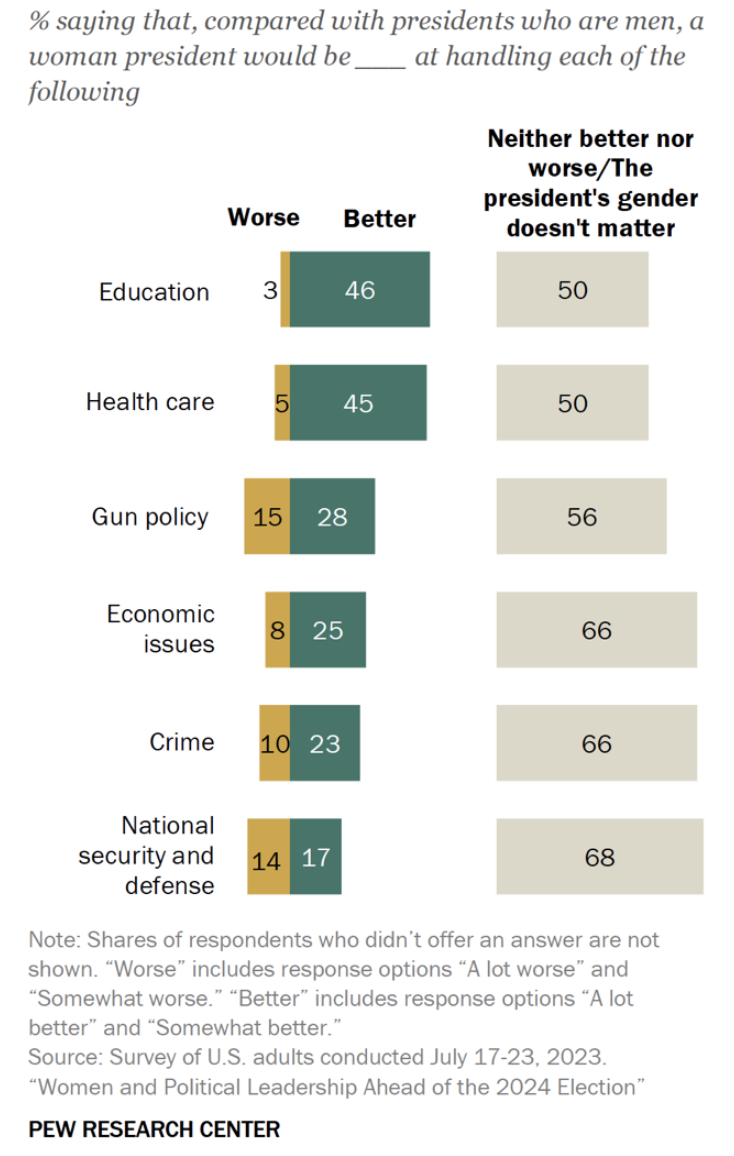 % saying that, compared with presidents who are men, a
woman president would be ___ at handling each of the
following
Neither better nor
worse/The
president's gender
doesn't matter
Worse Better
Education 3 46 50
Health care 5 45 50
Gun policy 15 28 56
Economic
issues 8 25 66
Crime 10 23 66
National
security and
defense 14 17 68
Note: Shares of respondents who didn’t offer an answer are not
shown. “Worse” includes response options “A lot worse” and
“Somewhat worse.” “Better” includes response options “A lot
better” and “Somewhat better.”
Source: Survey of U.S. adults conducted July 17-23, 2023.
“Women and Political Leadership Ahead of the 2024 Election”
PEW RESEARCH CENTER